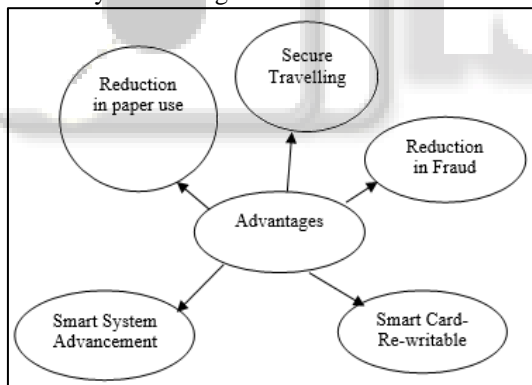 Secure
Travelling
Reduction
in paper use
Reduction
in Fraud
Advantages
Smart System
Advancement
Smart Card-
Re-writable